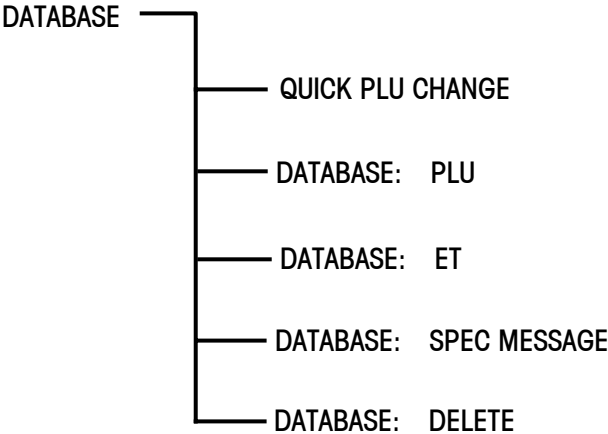 DATABASE
QUICK PLU CHANGE
DATABASE: PLU
DATABASE: ET
DATABASE: SPEC MESSAGE
DATABASE: DELETE